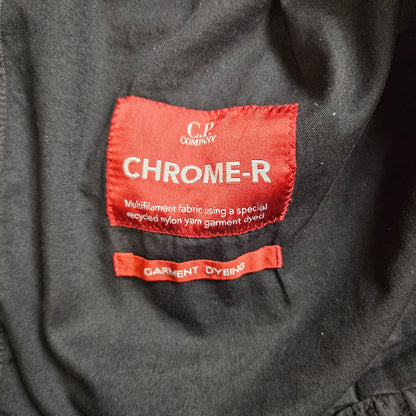 C.P.
COMPANY
CHROME-R
Multifilament fabric using a special
recycled nylon yarn garment dyed
GARMENT DYEING